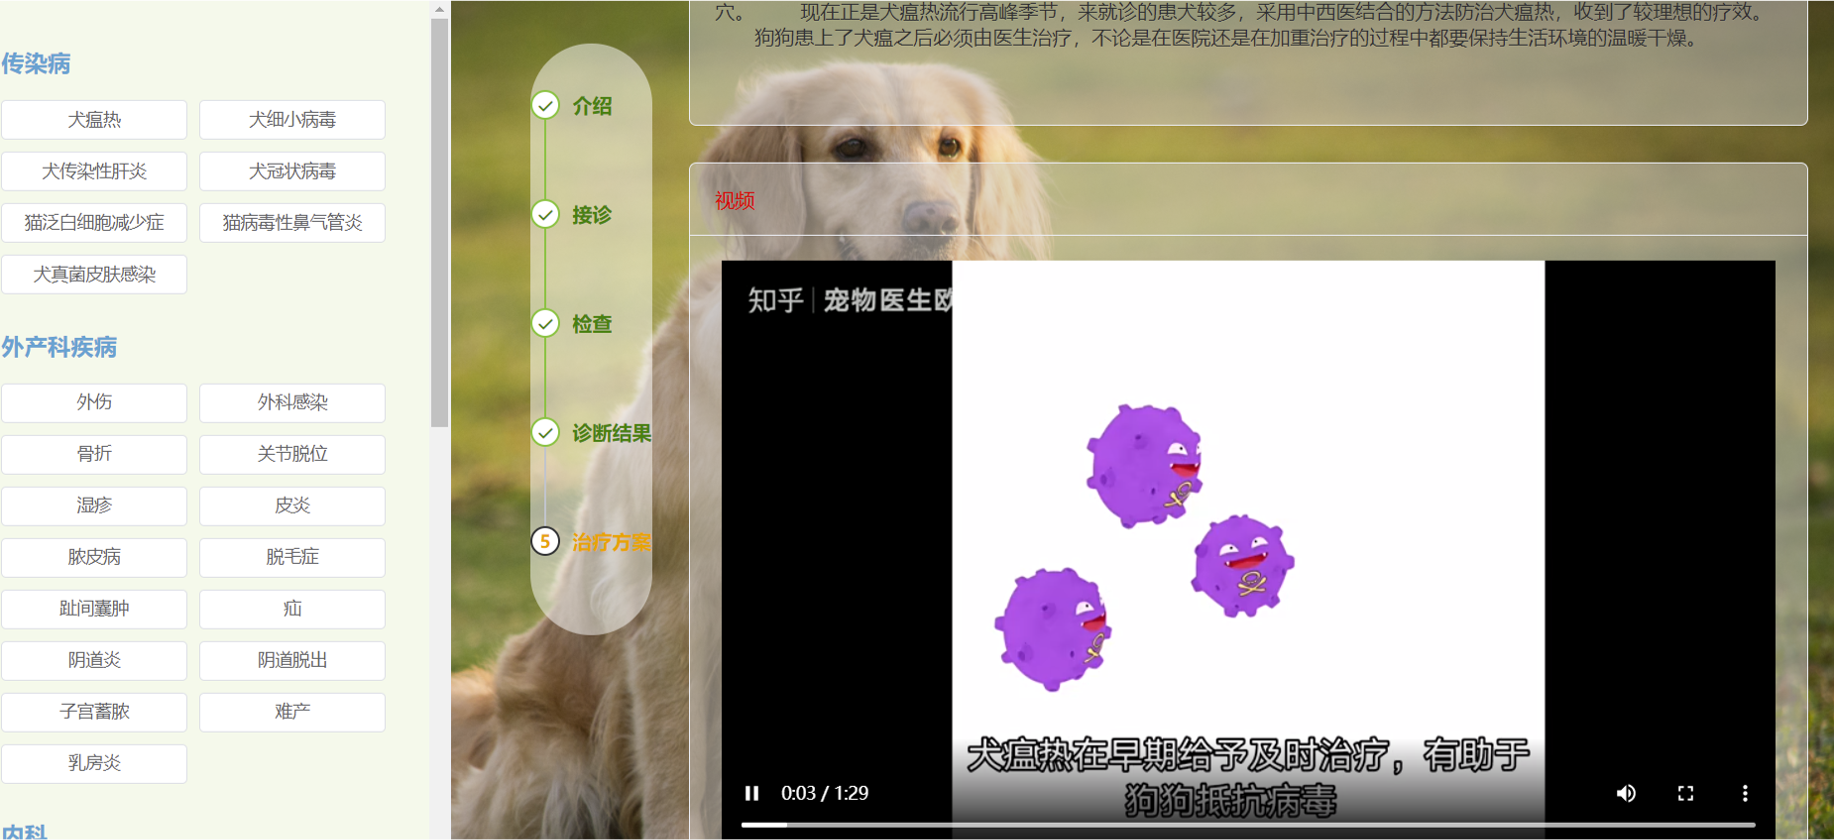 传染病
犬瘟热 犬细小病毒
犬传染性肝炎 犬冠状病毒
猫泛白细胞减少症 猫病毒性鼻气管炎
犬真菌皮肤感染
外产科疾病
外伤 外科感染
骨折 关节脱位
湿疹 皮炎
脓皮病 脱毛症
趾间囊肿 疝
阴道炎 阴道脱出
子宫蓄脓 难产
乳房炎
内科
介绍
接诊
检查
诊断结果
5 治疗方案
穴。 现在正是犬瘟热流行高峰季节，来就诊的患犬较多，采用中西医结合的方法防治犬瘟热，收到了较理想的疗效。
狗狗患上了犬瘟之后必须由医生治疗，不论是在医院还是在加重治疗的过程中都要保持生活环境的温暖干燥。
视频
知乎 | 宠物医生欧
犬瘟热在早期给予及时治疗，有助于
狗狗抵抗病毒
0:03 / 1:29